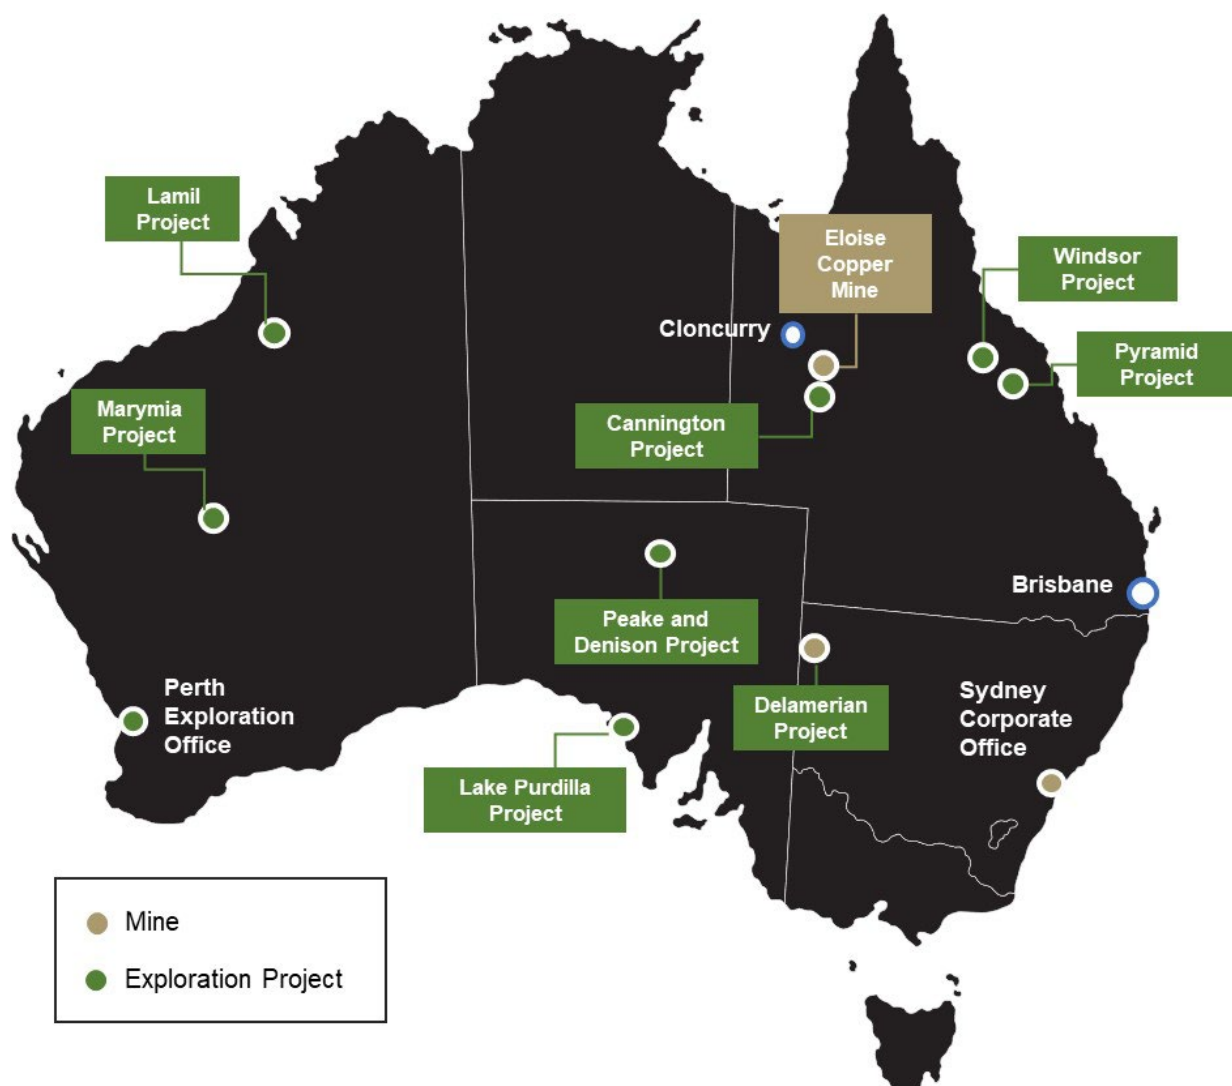 Lamil
Project
Eloise
Copper
Mine
Windsor
Project
Cloncurry
Pyramid
Project
Marymia
Project
Cannington
Project
Brisbane
Peake and
Denison Project
Perth
Exploration
Office
Delamerian
Project
Sydney
Corporate
Office
Lake Purdilla
Project
Mine
Exploration Project